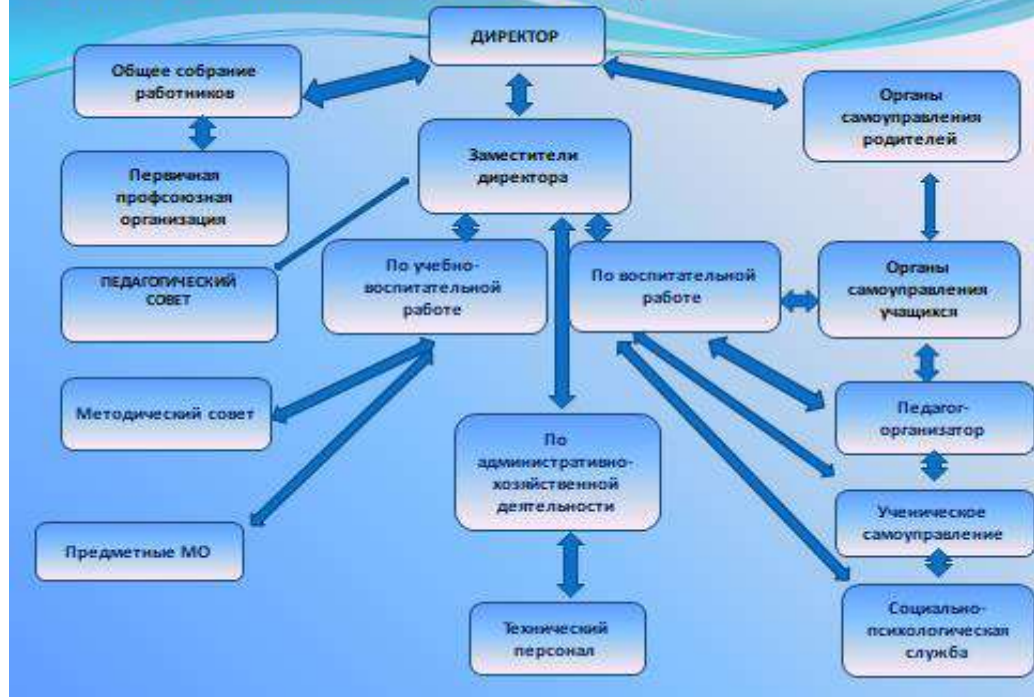 ДИРЕКТОР
Общее собрание
работников
Органы
самоуправления
родителей
Заместители
директора
Первичная
профсоюзная
организация
ПЕДАГОГИЧЕСКИЙ
СОВЕТ
По учебно-
воспитательной
работе
По воспитательной
работе
Органы
самоуправления
учащихся
Методический совет
По
административно-
хозяйственной
деятельности
Педагог-
организатор
Ученическое
самоуправление
Предметные МО
Технический
персонал
Социально-
психологическая
служба